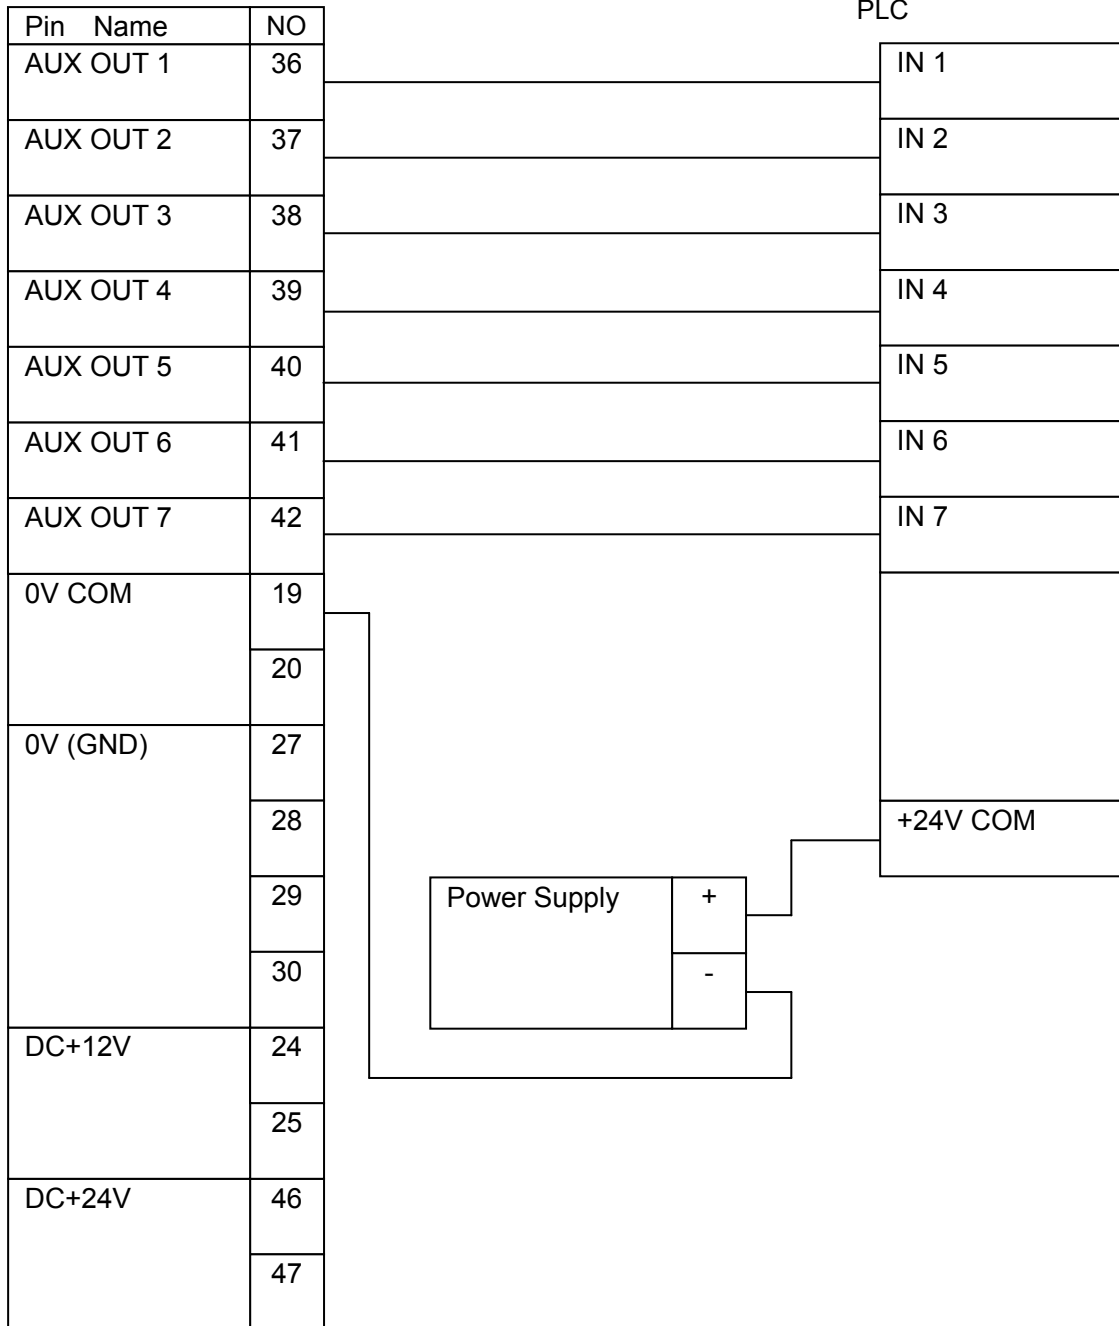 PLC
Pin Name NO
AUX OUT 1 36 IN 1
AUX OUT 2 37 IN 2
AUX OUT 3 38 IN 3
AUX OUT 4 39 IN 4
AUX OUT 5 40 IN 5
AUX OUT 6 41 IN 6
AUX OUT 7 42 IN 7
0V COM 19
20
0V (GND) 27
28 +24V COM
29 Power Supply +
30 -
DC+12V 24
25
DC+24V 46
47